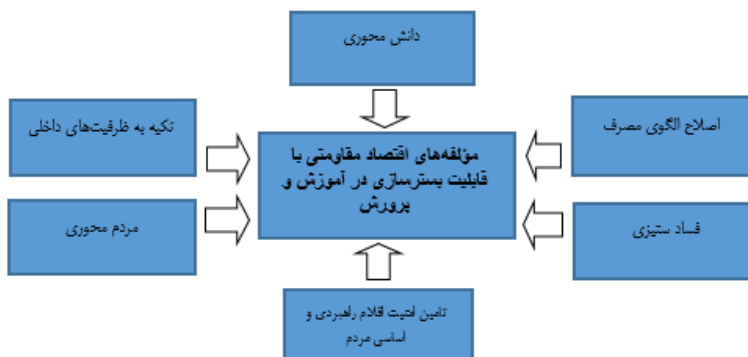 دانش محوری
اصلاح الگوی مصرف
تکیه به ظرفیت‌های داخلی
مؤلفه‌های اقتصاد مقاومتی با
قابلیت بسترسازی در آموزش و
پرورش
فساد ستیزی
مردم محوری
تامین امنیت اقلام راهبردی و
اساسی مردم